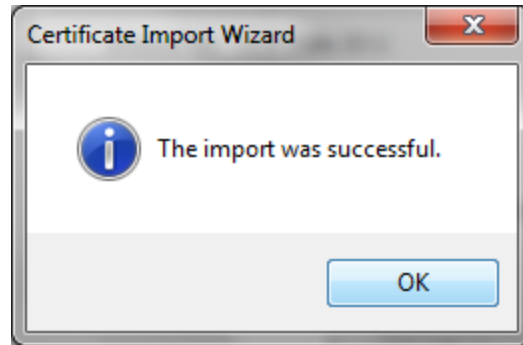 Certificate Import Wizard
The import was successful.
OK